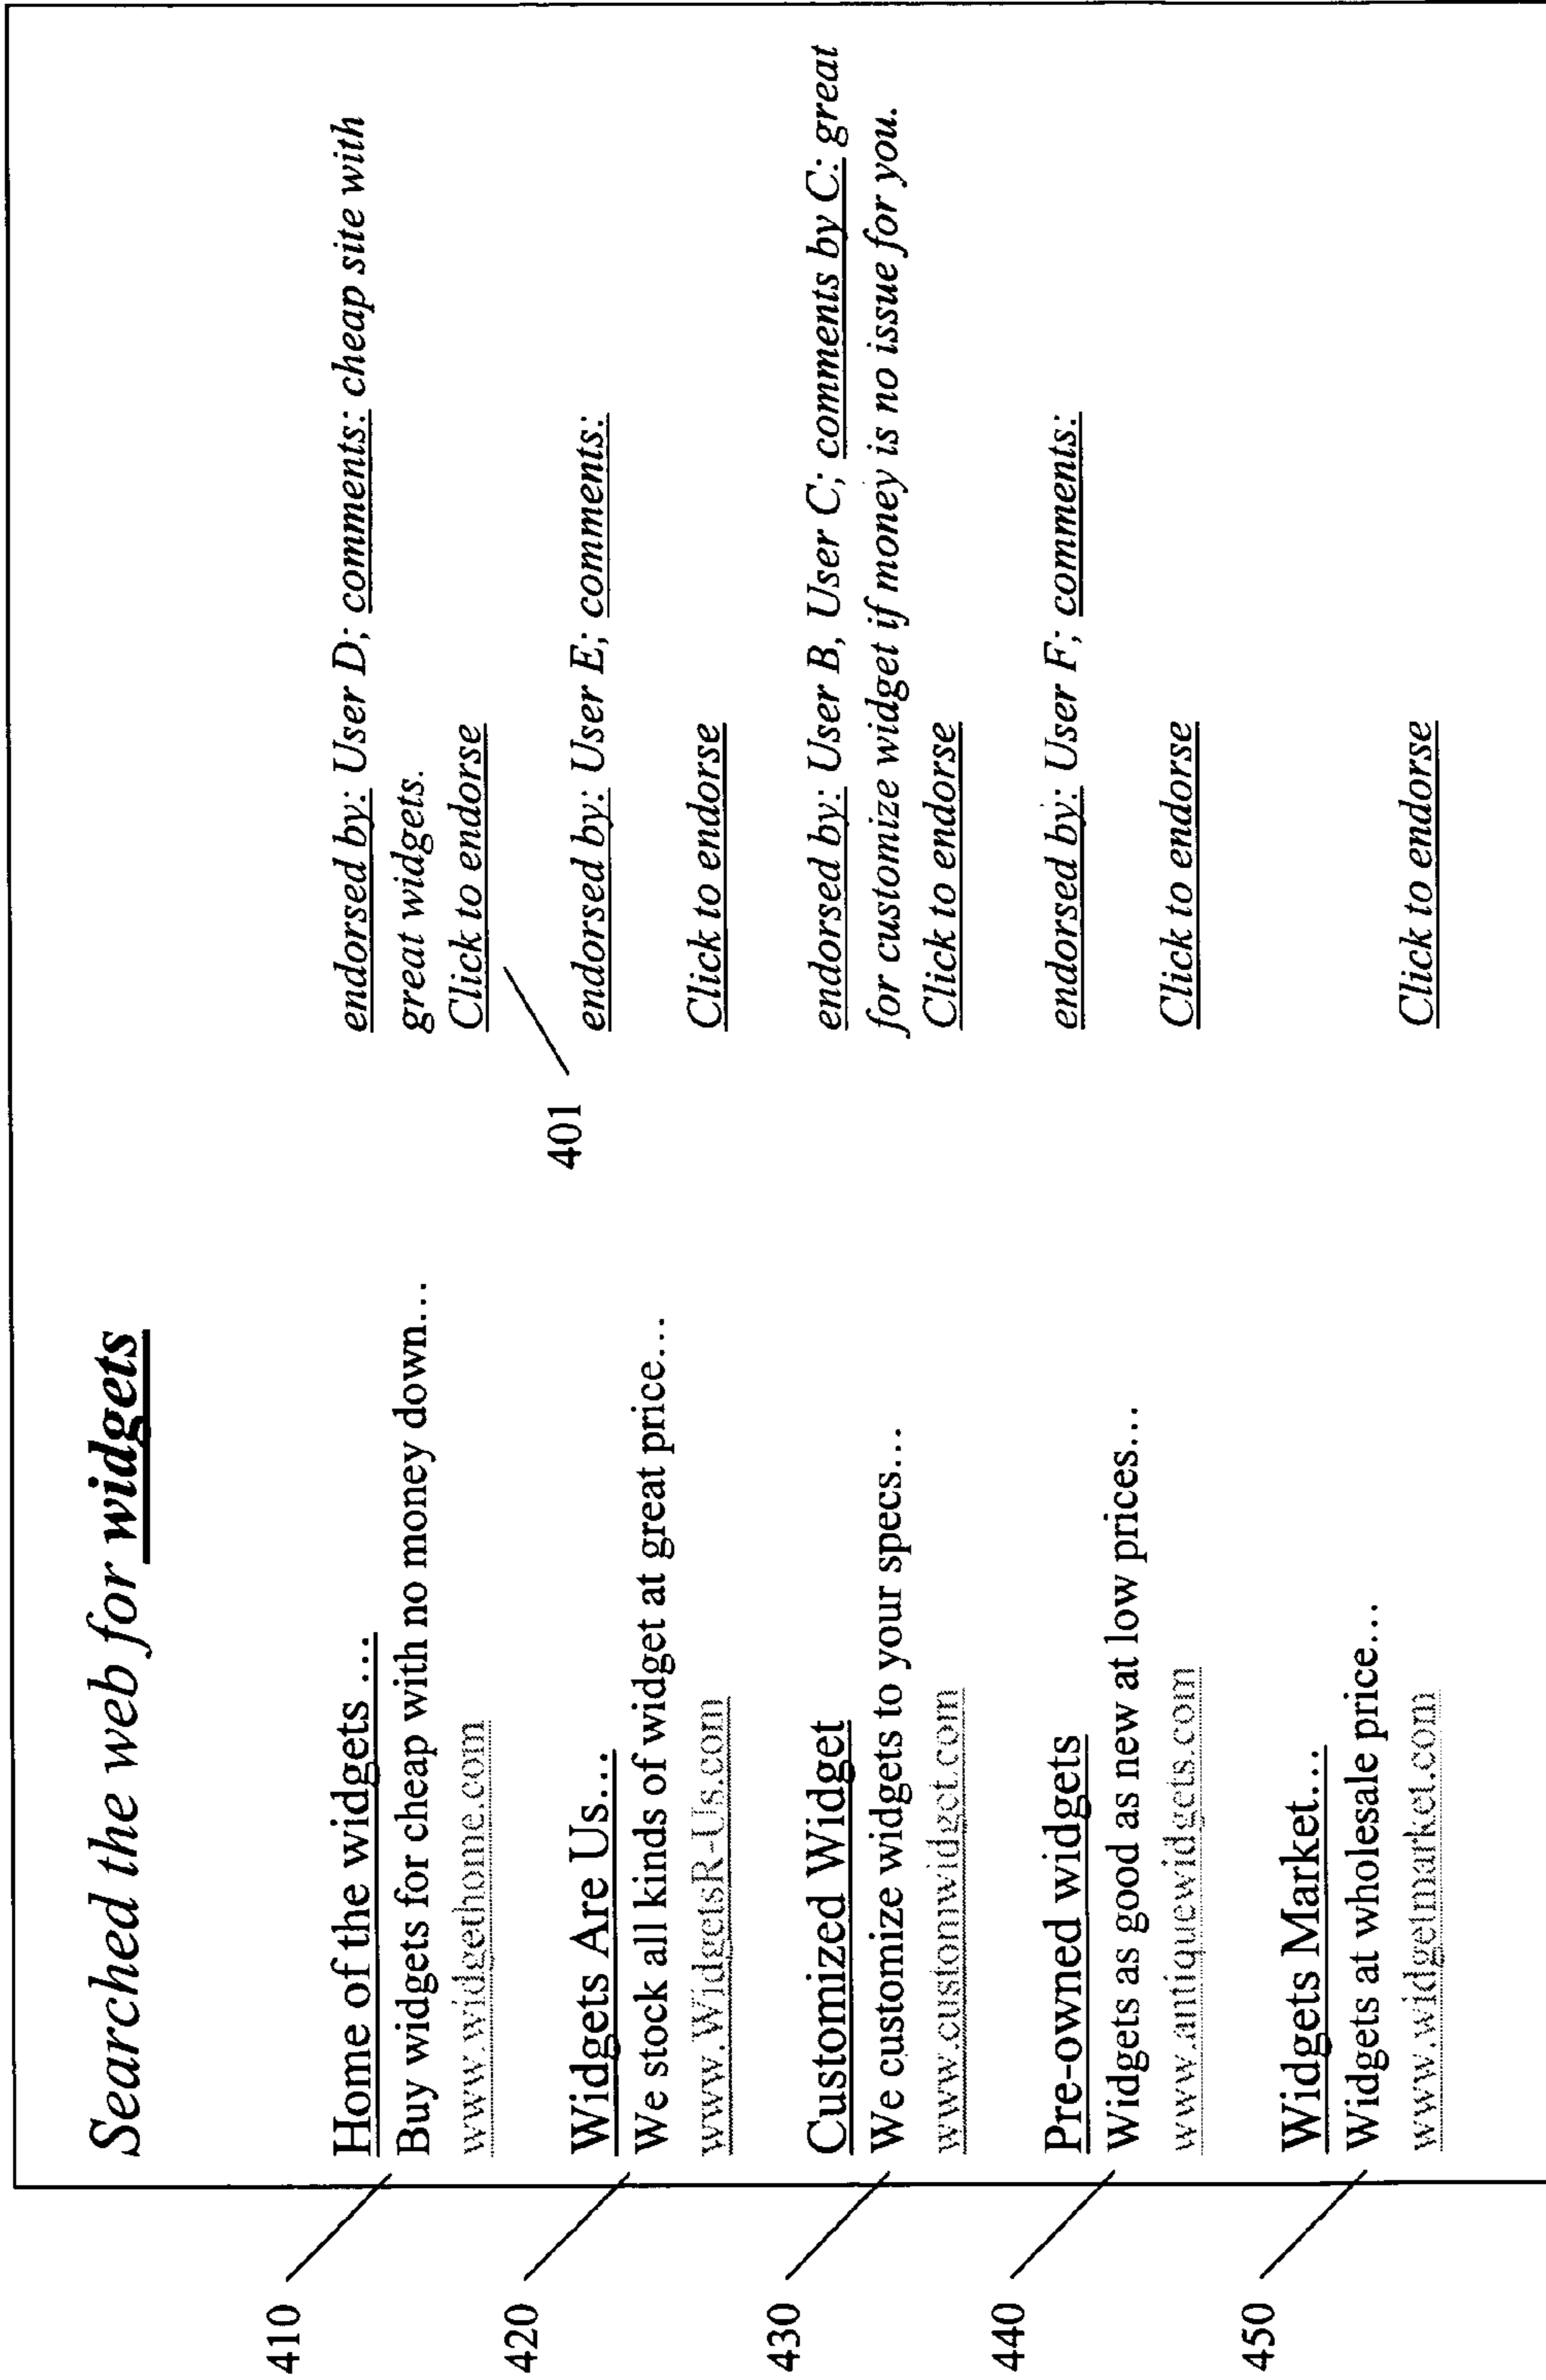 Searched the web for widgets
410
Home of the widgets ...
Buy widgets for cheap with no money down...
www.widgethome.com
endorsed by: User D; comments: cheap site with
great widgets.
Click to endorse
401
420
Widgets Are Us...
We stock all kinds of widget at great price...
www.WidgetsR-Us.com
endorsed by: User E; comments:
Click to endorse
430
Customized Widget
We customize widgets to your specs...
www.customwidget.com
endorsed by: User B, User C; comments by C: great
for customize widget if money is no issue for you.
Click to endorse
440
Pre-owned widgets
Widgets as good as new at low prices...
www.antiquewidgets.com
endorsed by: User F; comments:
Click to endorse
450
Widgets Market...
Widgets at wholesale price...
www.widgetmarket.com
Click to endorse